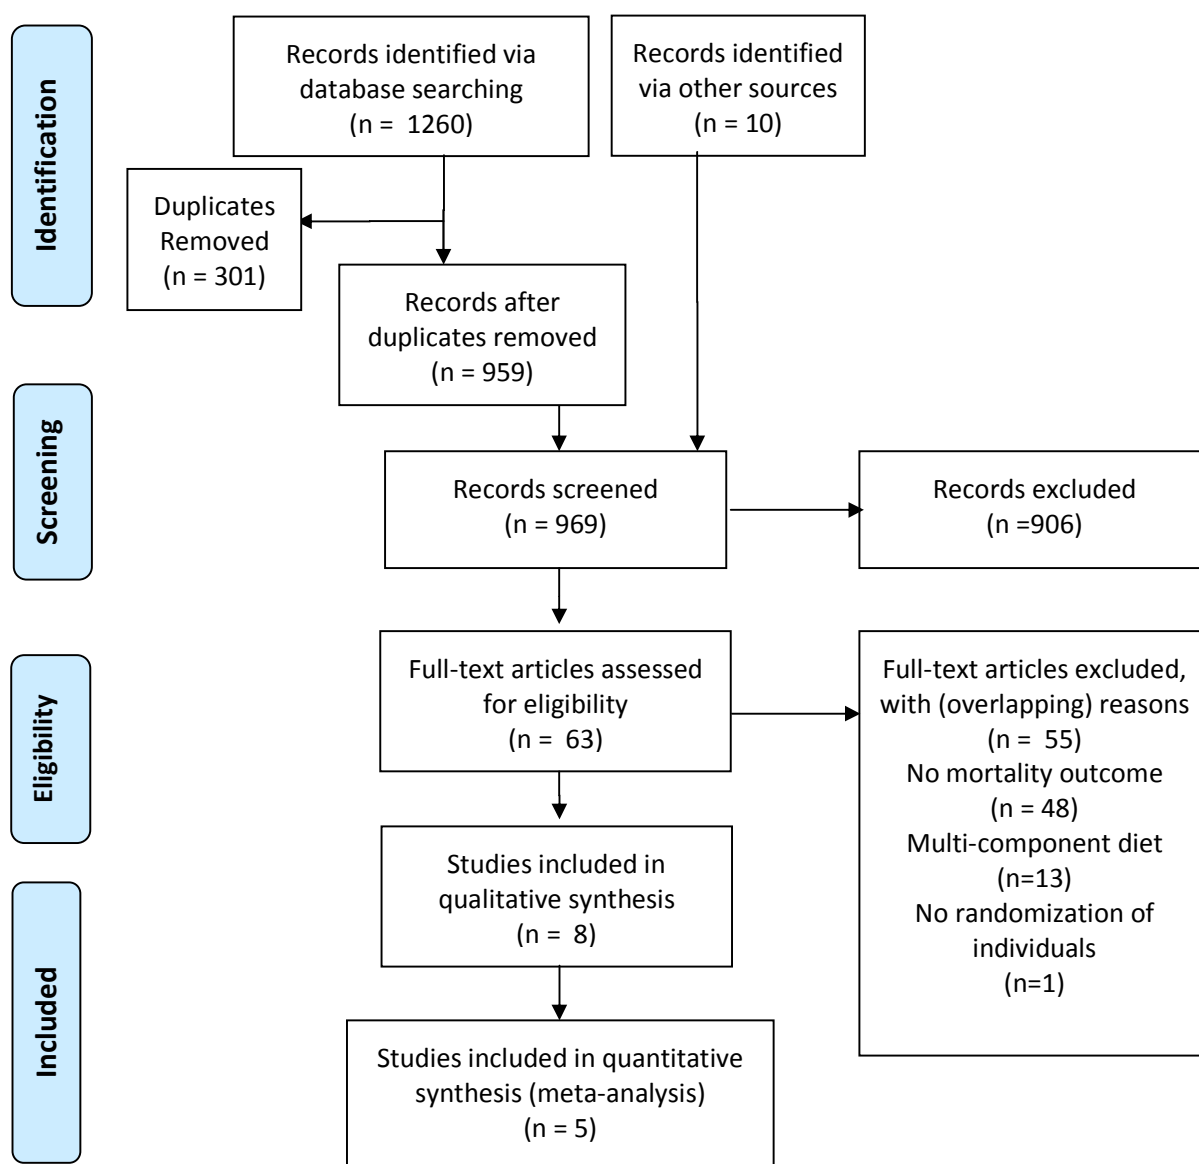 Identification
Records identified via
database searching
(n =  1260)
Records identified
via other sources
(n = 10)
Duplicates
Removed
(n = 301)
Records after
duplicates removed
(n = 959)
Screening
Records screened
(n = 969)
Records excluded
(n =906)
Eligibility
Full-text articles assessed
for eligibility
(n =  63)
Full-text articles excluded,
with (overlapping) reasons
(n =  55)
No mortality outcome
(n = 48)
Multi-component diet
(n=13)
No randomization of
individuals
(n=1)
Included
Studies included in
qualitative synthesis
(n =  8)
Studies included in quantitative
synthesis (meta-analysis)
(n = 5)